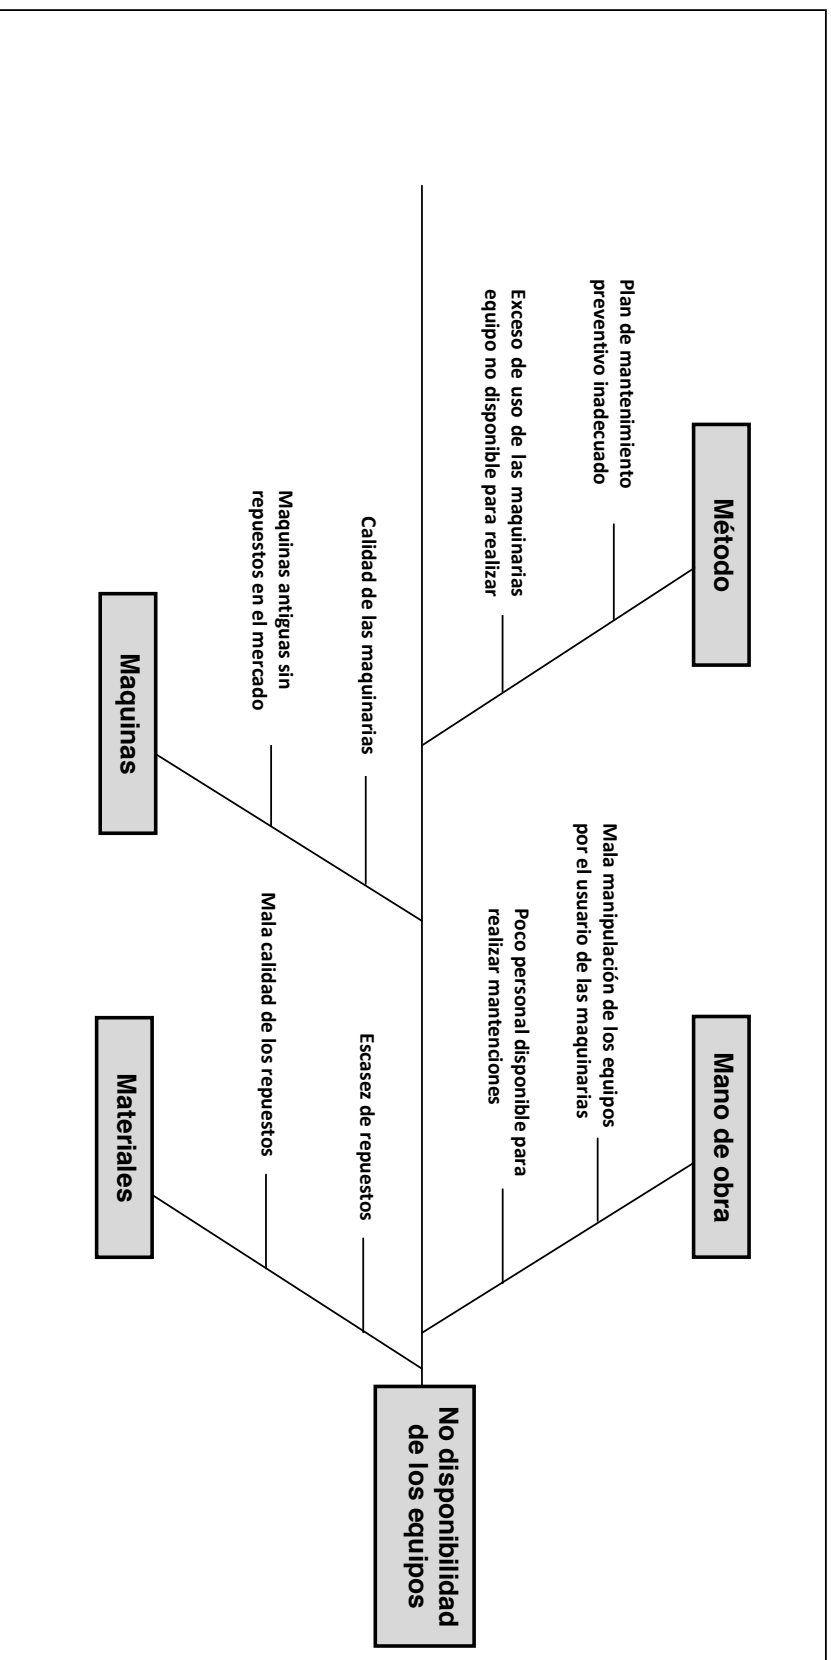 Método
Mano de obra
Plan de mantenimiento
preventivo inadecuado
Exceso de uso de las maquinarias
equipo no disponible para realizar
Mala manipulación de los equipos
por el usuario de las maquinarias
Poco personal disponible para
realizar mantenciones
No disponibilidad
de los equipos
Calidad de las maquinarias
Maquinas antiguas sin
repuestos en el mercado
Escasez de repuestos
Mala calidad de los repuestos
Maquinas
Materiales